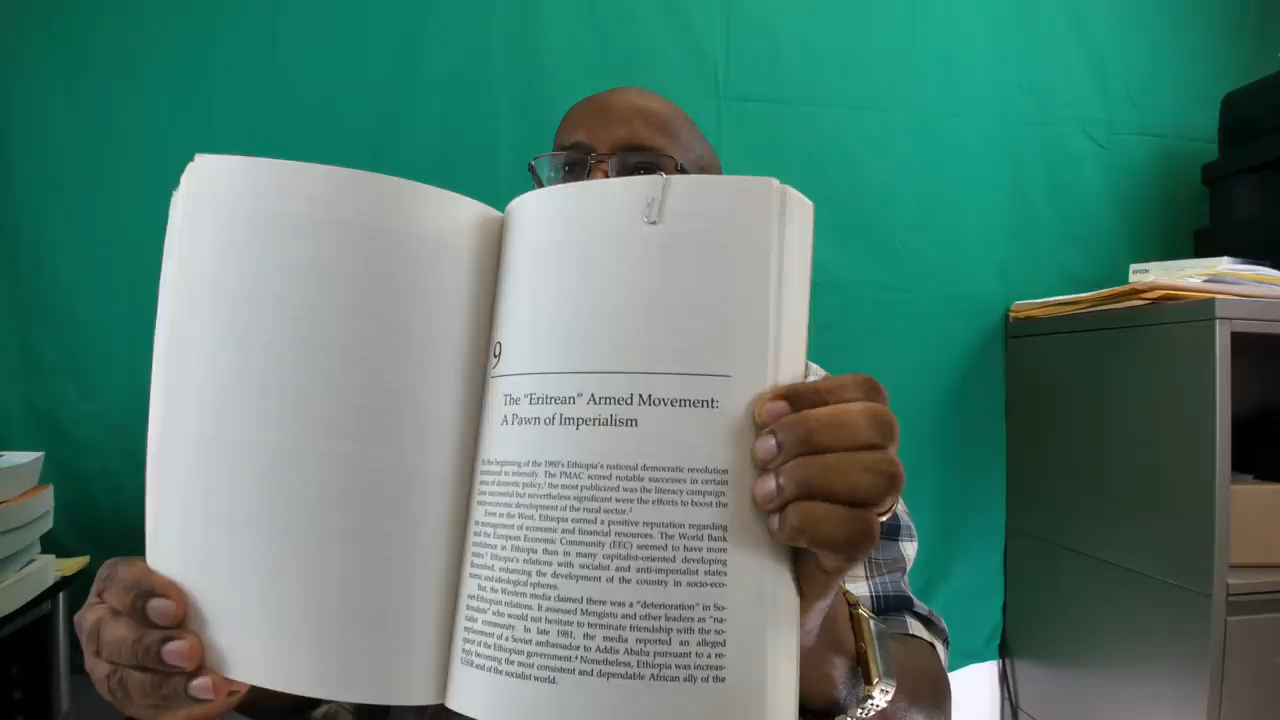 9
The "Eritrean" Armed Movement:
A Pawn of Imperialism
In the beginning of the 1980's Ethiopia's national democratic revolution
continued to intensify. The PMAC scored notable successes in certain
areas of domestic policy;¹ the most publicized was the literacy campaign.
Less successful but nevertheless significant were the efforts to boost the
socio-economic development of the rural sector.²
Even in the West, Ethiopia earned a positive reputation regarding
its management of economic and financial resources. The World Bank
and the European Economic Community (EEC) seemed to have more
confidence in Ethiopia than in many capitalist-oriented developing
states.³ Ethiopia's relations with socialist and anti-imperialist states
flourished, enhancing the development of the country in socio-eco-
nomic and ideological spheres.
But, the Western media claimed there was a "deterioration" in So-
viet-Ethiopian relations. It assessed Mengistu and other leaders as "na-
tionalists" who would not hesitate to terminate friendship with the so-
cialist community. In late 1981, the media reported an alleged
replacement of a Soviet ambassador to Addis Ababa pursuant to a re-
quest of the Ethiopian government.⁴ Nonetheless, Ethiopia was increas-
ingly becoming the most consistent and dependable African ally of the
USSR and of the socialist world.
EPSON